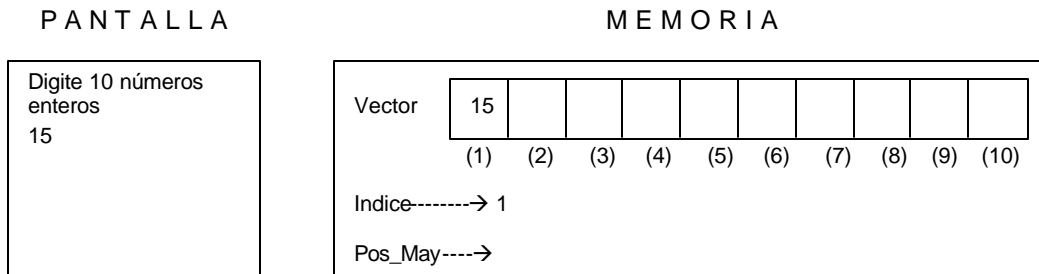 P A N T A L L A
M E M O R I A
Digite 10 números
enteros
15
Vector 15
(1) (2) (3) (4) (5) (6) (7) (8) (9) (10)
Indice--------→ 1
Pos_May----→